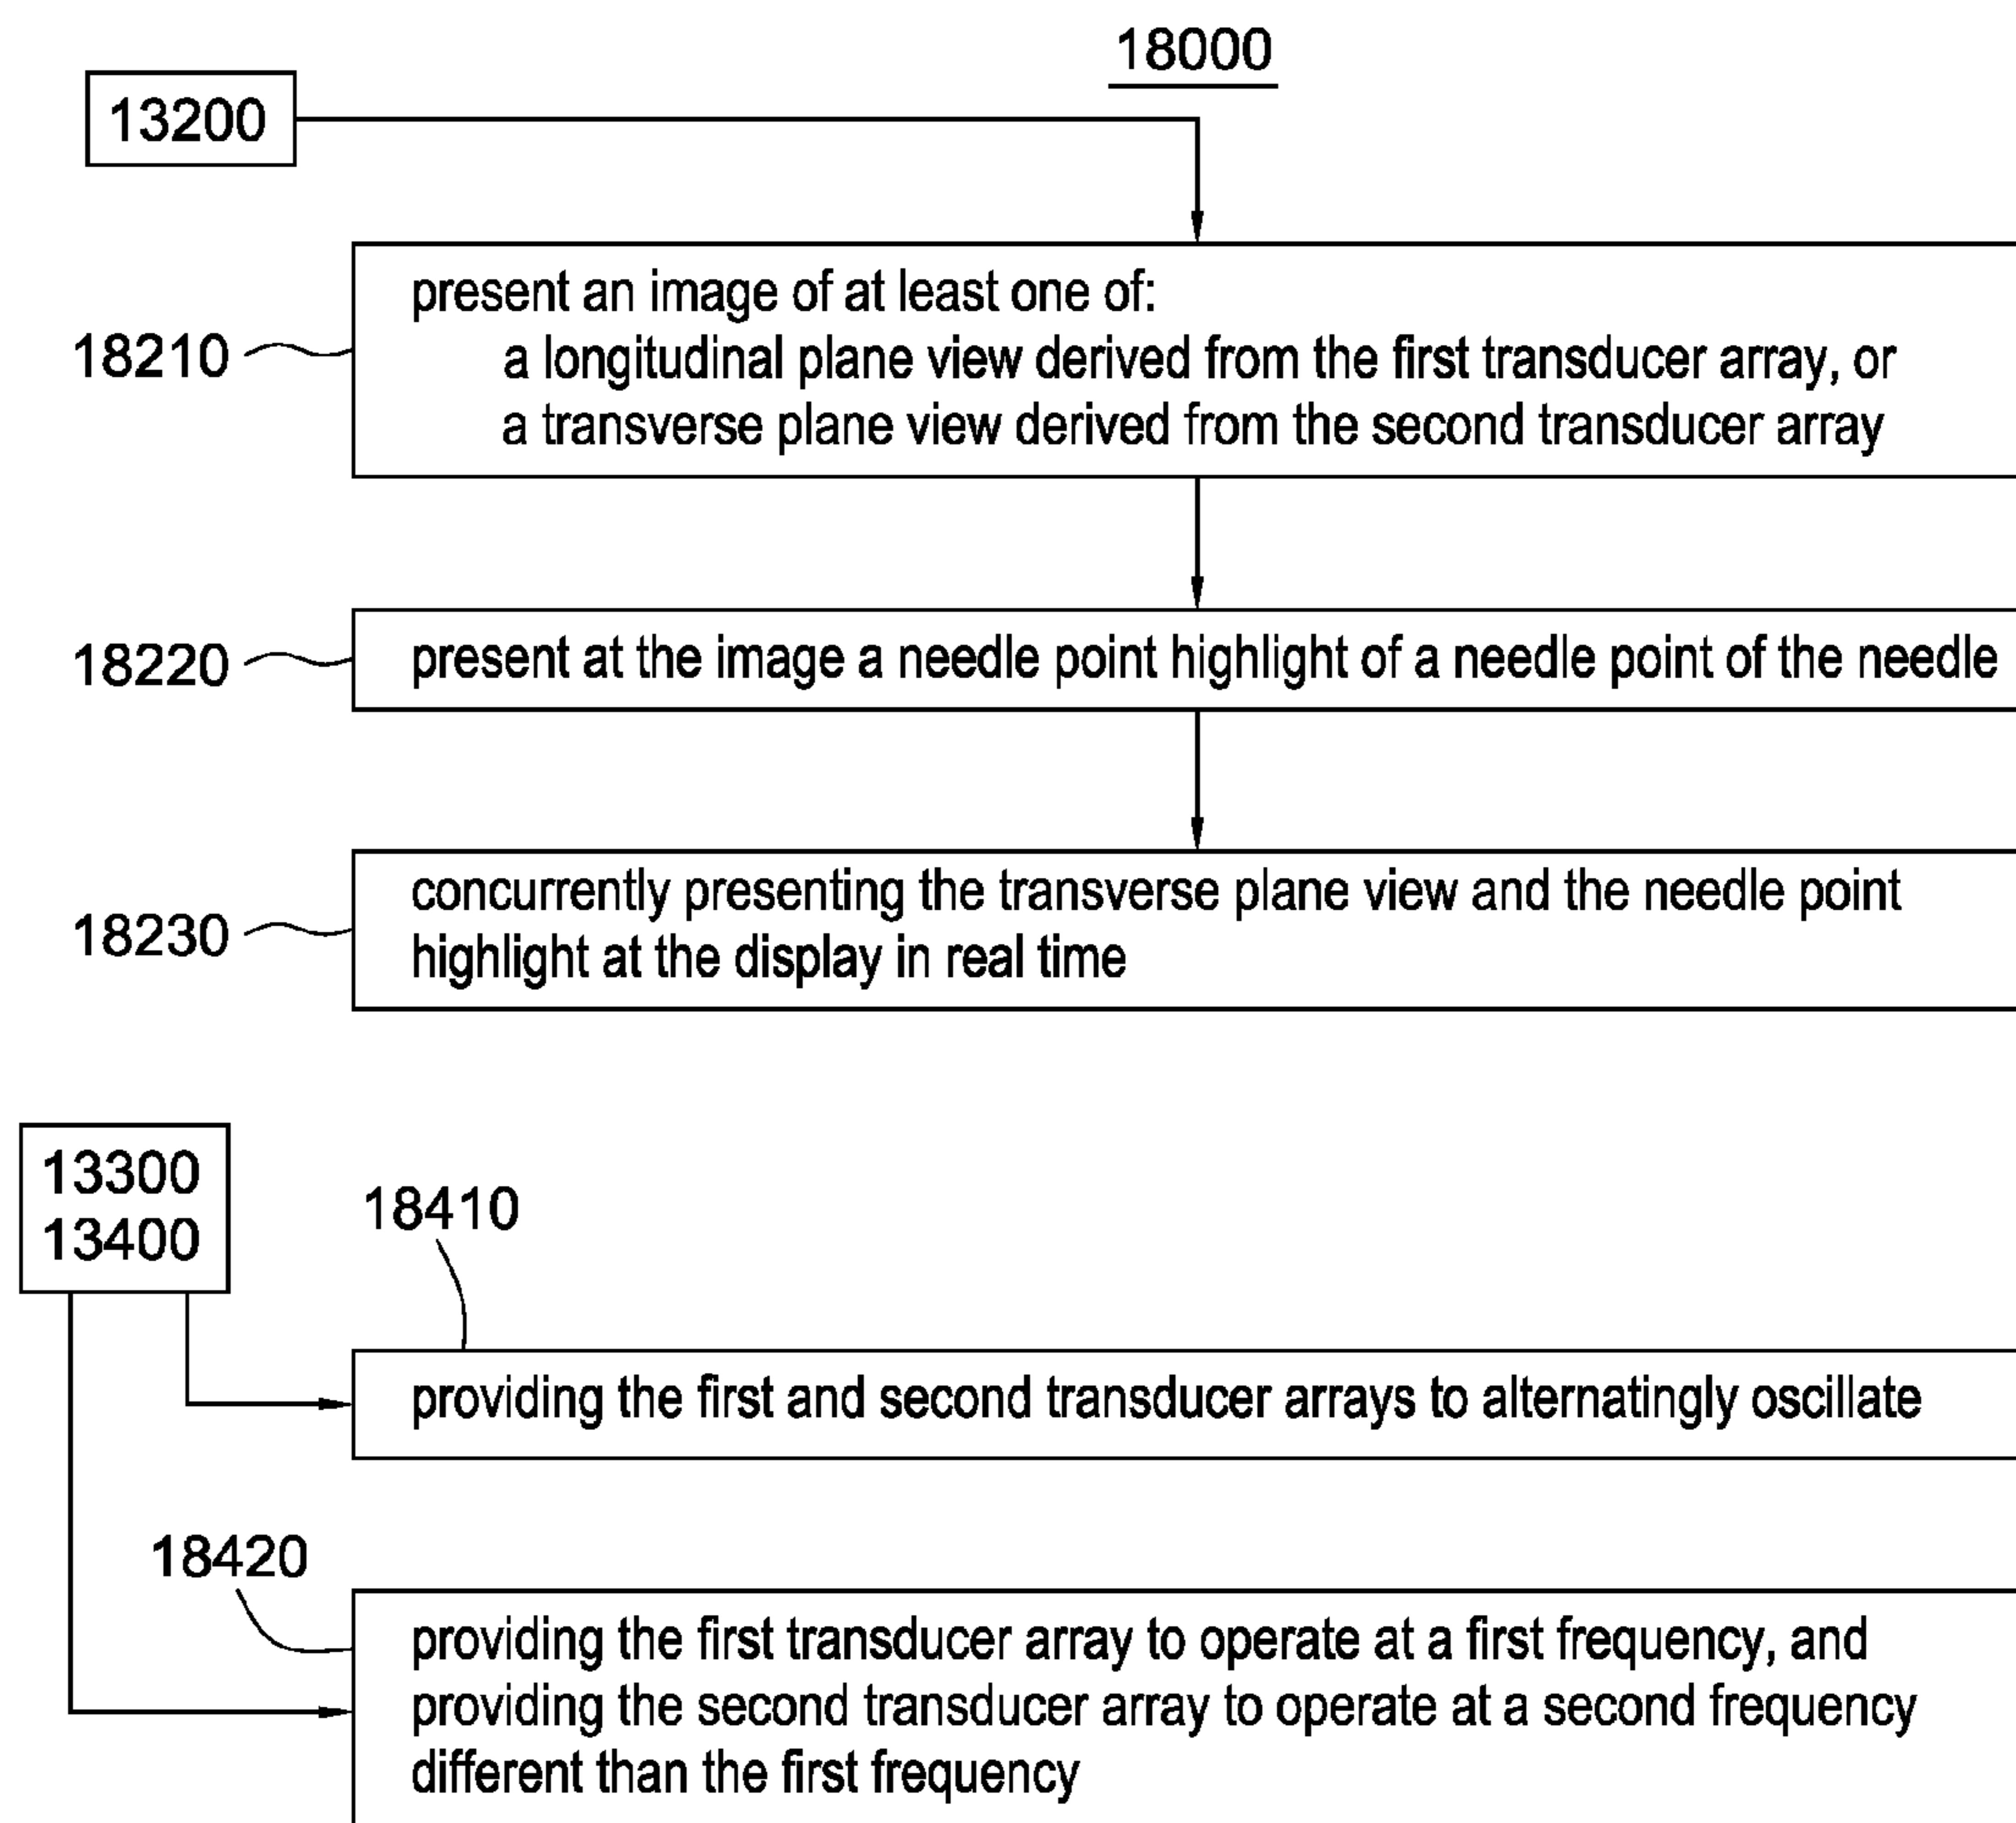 18000
13200
present an image of at least one of:
a longitudinal plane view derived from the first transducer array, or
a transverse plane view derived from the second transducer array
18210
present at the image a needle point highlight of a needle point of the needle
18220
concurrently presenting the transverse plane view and the needle point
highlight at the display in real time
18230
13300
13400
18410
providing the first and second transducer arrays to alternatingly oscillate
18420
providing the first transducer array to operate at a first frequency, and
providing the second transducer array to operate at a second frequency
different than the first frequency